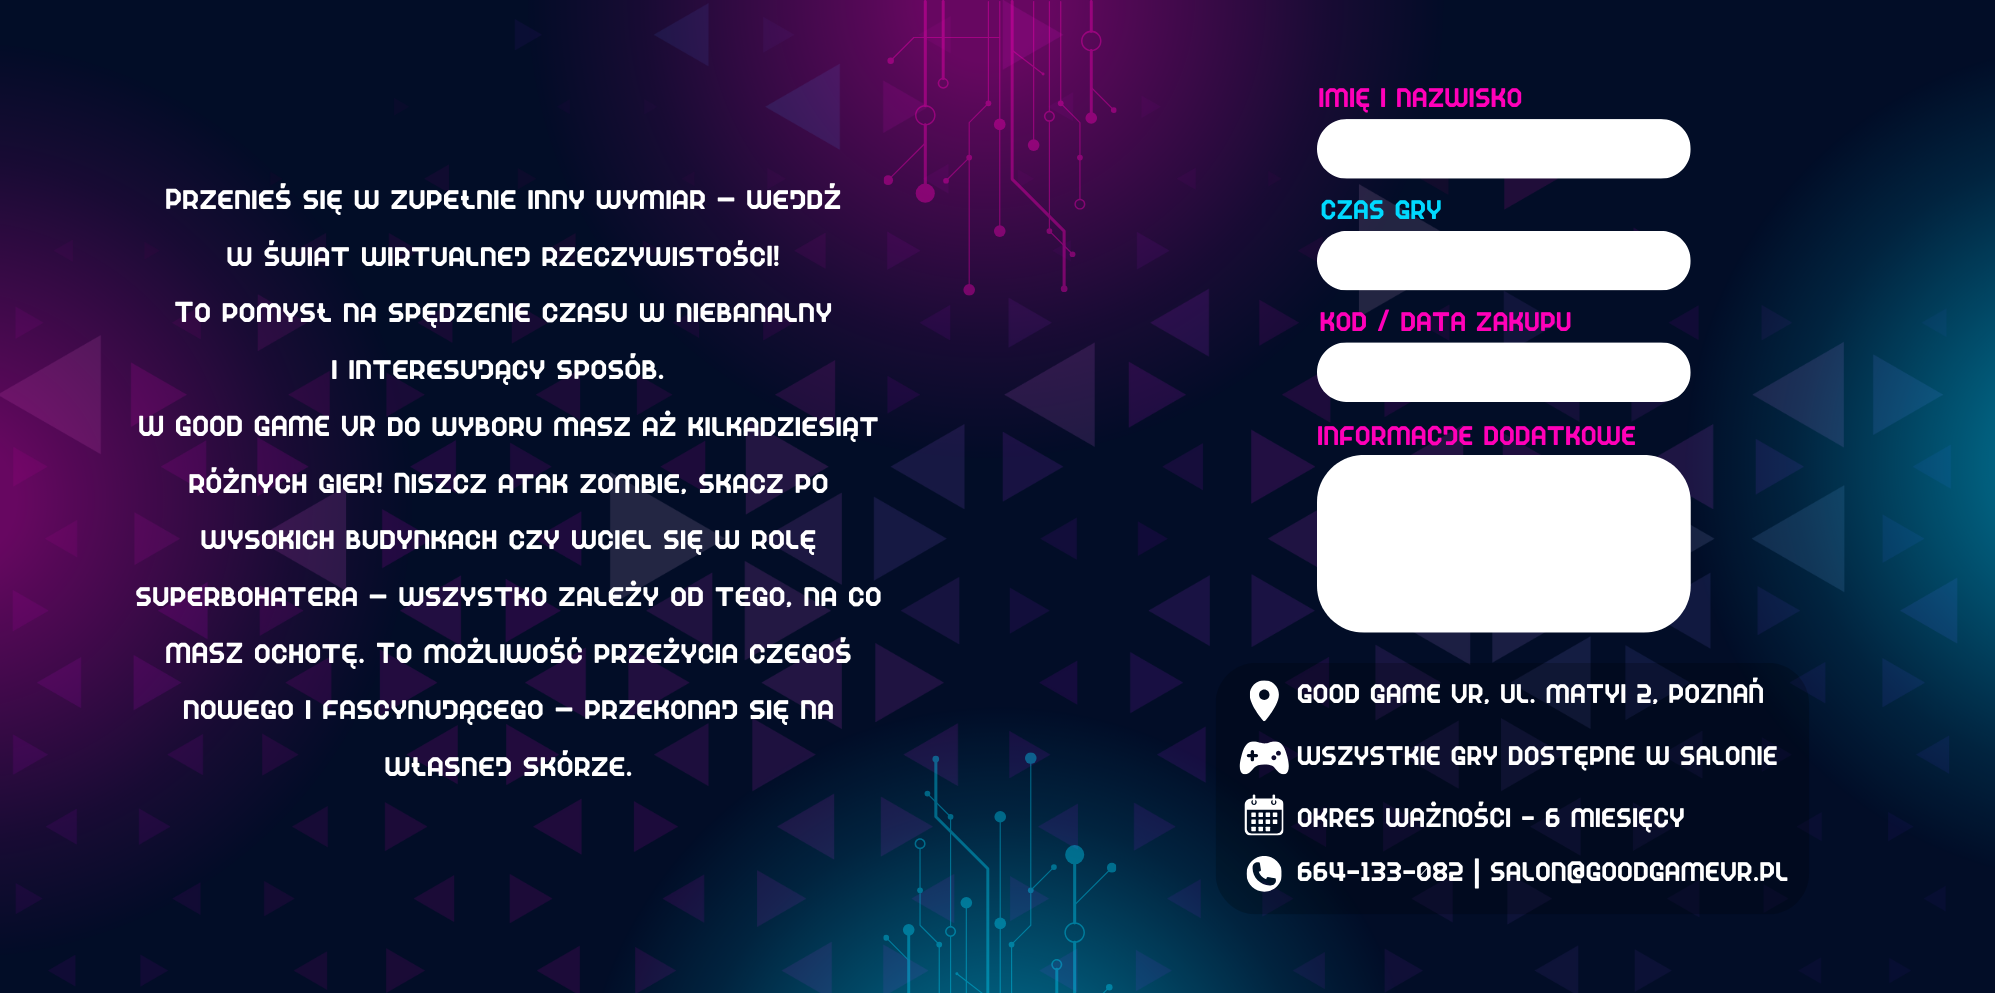 Przenieś się w zupełnie inny wymiar – wejdź
w świat wirtualnej rzeczywistości!
To pomysł na spędzenie czasu w niebanalny
i interesujący sposób.
W GOOD GAME VR do wyboru masz aż kilkadziesiąt
różnych gier! Niszcz atak zombie, skacz po
wysokich budynkach czy wciel się w rolę
superbohatera – wszystko zależy od tego, na co
masz ochotę. To możliwość przeżycia czegoś
nowego i fascynującego – przekonaj się na
własnej skórze.
IMIĘ I NAZWISKO
CZAS GRY
KOD / DATA ZAKUPU
INFORMACJE DODATKOWE
GOOD GAME VR, UL. MATYI 2, POZNAŃ
WSZYSTKIE GRY DOSTĘPNE W SALONIE
OKRES WAŻNOŚCI - 6 MIESIĘCY
664-133-082 | SALON@GOODGAMEVR.PL